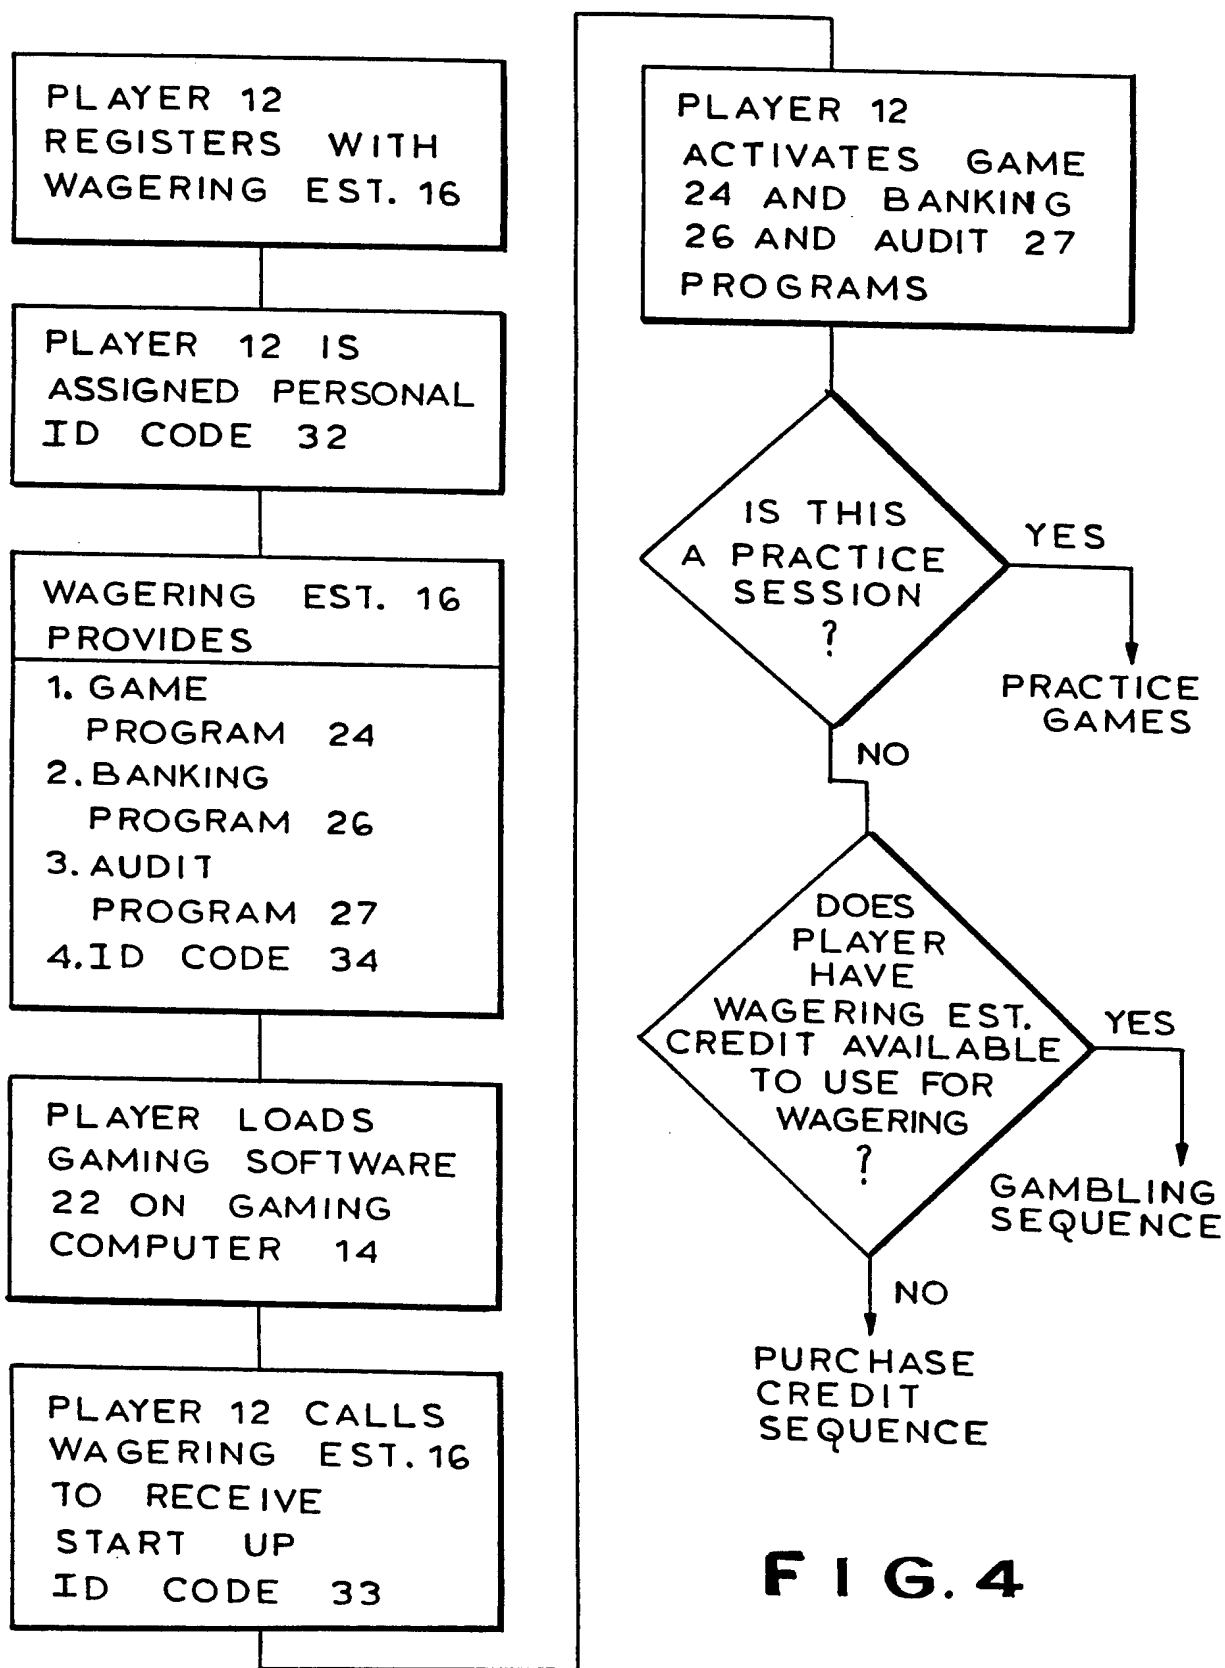 PLAYER 12
REGISTERS WITH
WAGERING EST. 16
PLAYER 12 IS
ASSIGNED PERSONAL
ID CODE 32
WAGERING EST. 16
PROVIDES
1. GAME
PROGRAM 24
2. BANKING
PROGRAM 26
3. AUDIT
PROGRAM 27
4. ID CODE 34
PLAYER LOADS
GAMING SOFTWARE
22 ON GAMING
COMPUTER 14
PLAYER 12 CALLS
WAGERING EST. 16
TO RECEIVE
START UP
ID CODE 33
PLAYER 12
ACTIVATES GAME
24 AND BANKING
26 AND AUDIT 27
PROGRAMS
IS THIS
A PRACTICE
SESSION
?
YES
PRACTICE
GAMES
NO
DOES
PLAYER
HAVE
WAGERING EST.
CREDIT AVAILABLE
TO USE FOR
WAGERING
?
YES
GAMBLING
SEQUENCE
NO
PURCHASE
CREDIT
SEQUENCE
FIG. 4